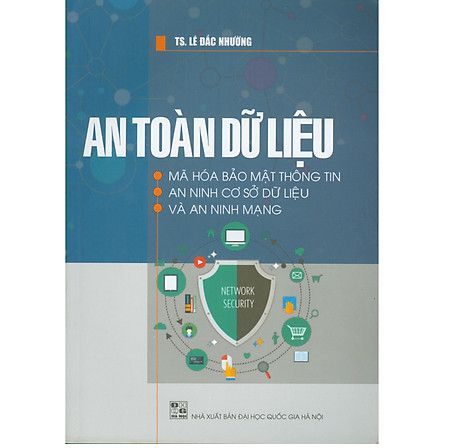 TS. LÊ ĐẮC NHƯỜNG
AN TOÀN DỮ LIỆU
MÃ HÓA BẢO MẬT THÔNG TIN
AN NINH CƠ SỞ DỮ LIỆU
VÀ AN NINH MẠNG
NETWORK
SECURITY
NHÀ XUẤT BẢN ĐẠI HỌC QUỐC GIA HÀ NỘI